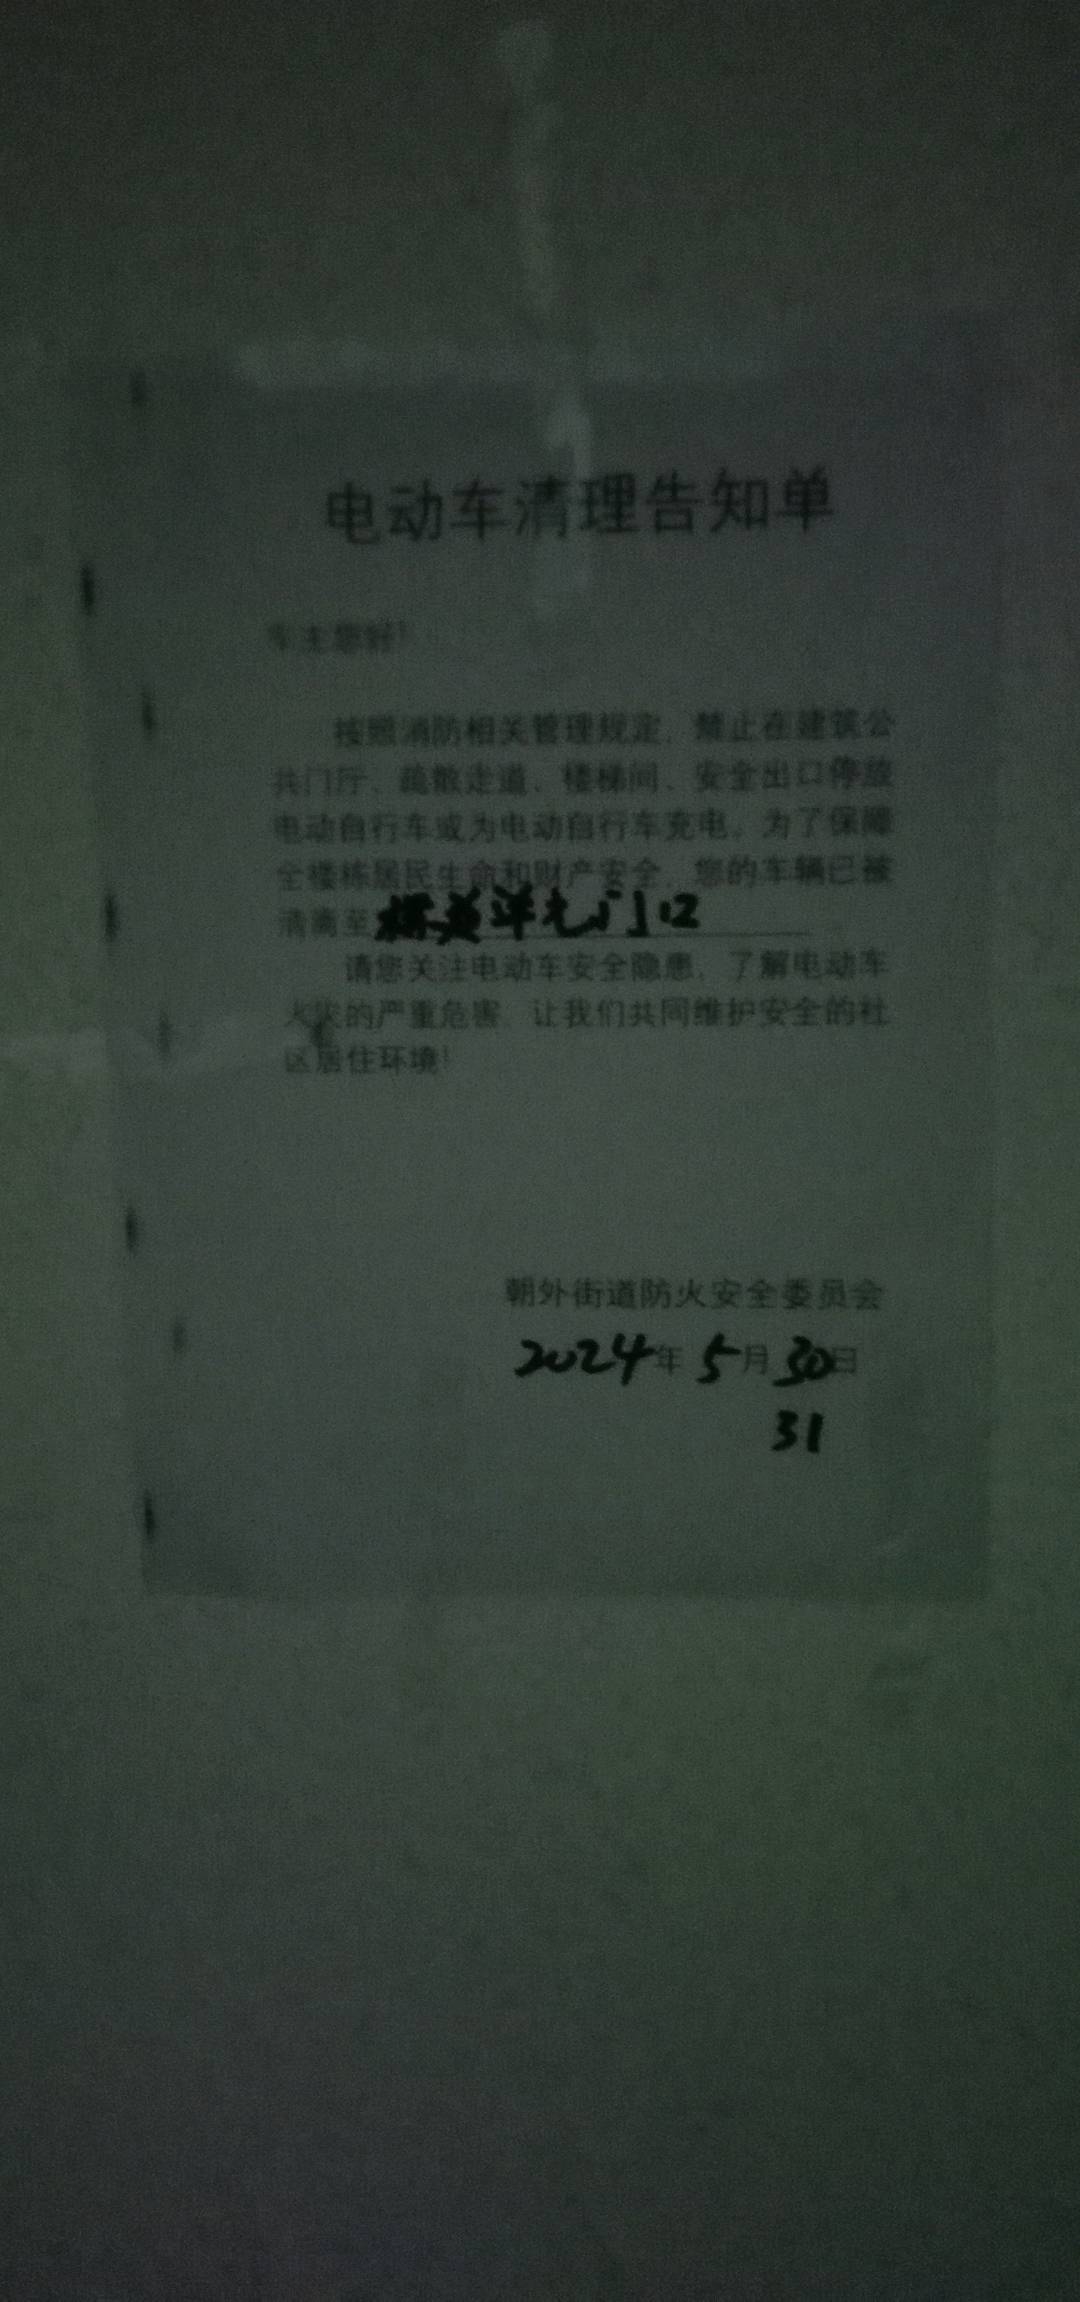 电动车清理告知单
车主您好!
按照消防相关管理规定,禁止在建筑公
共门厅、疏散走道、楼梯间、安全出口停放
电动自行车或为电动自行车充电。为了保障
全楼栋居民生命和财产安全,您的车辆已被
清离至 门口
请您关注电动车安全隐患,了解电动车
火灾的严重危害,让我们共同维护安全的社
区居住环境!
朝外街道防火安全委员会
2024年5月30日
31